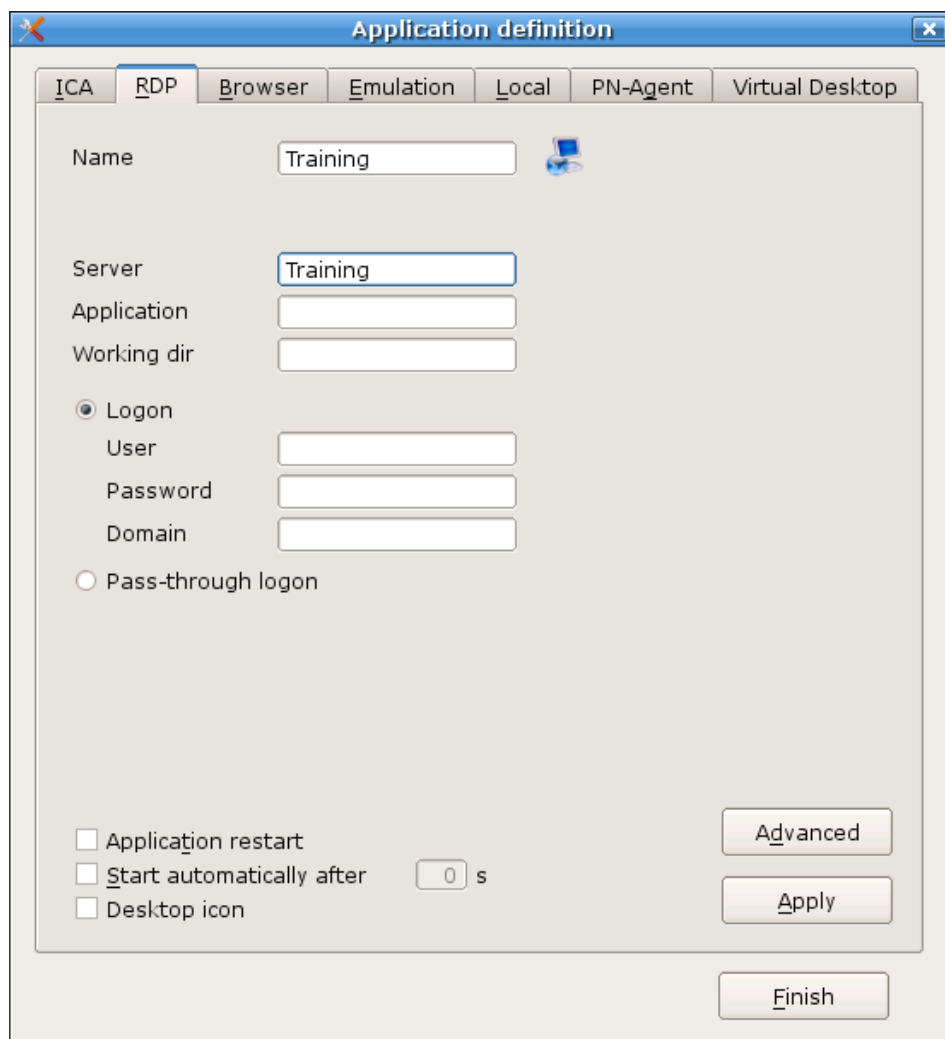 Application definition
ICA RDP Browser Emulation Local PN-Agent Virtual Desktop
Name Training
Server Training
Application
Working dir
Logon
User
Password
Domain
Pass-through logon
Application restart
Advanced
Start automatically after 0 s
Desktop icon
Apply
Finish